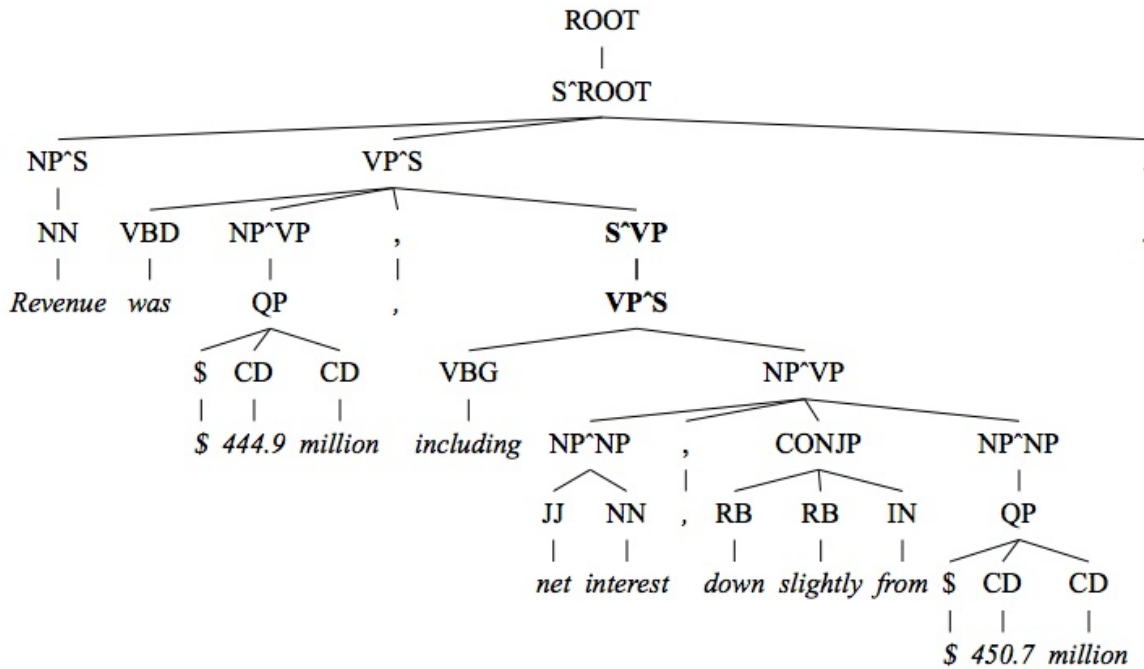 ROOT
S^ROOT
NP^S VP^S
NN VBD NP^VP , S^VP
Revenue was QP , VP^S
$ CD CD VBG NP^VP
$ 444.9 million including NP^NP , CONJP NP^NP
JJ NN , RB RB IN QP
net interest down slightly from $ CD CD
$ 450.7 million